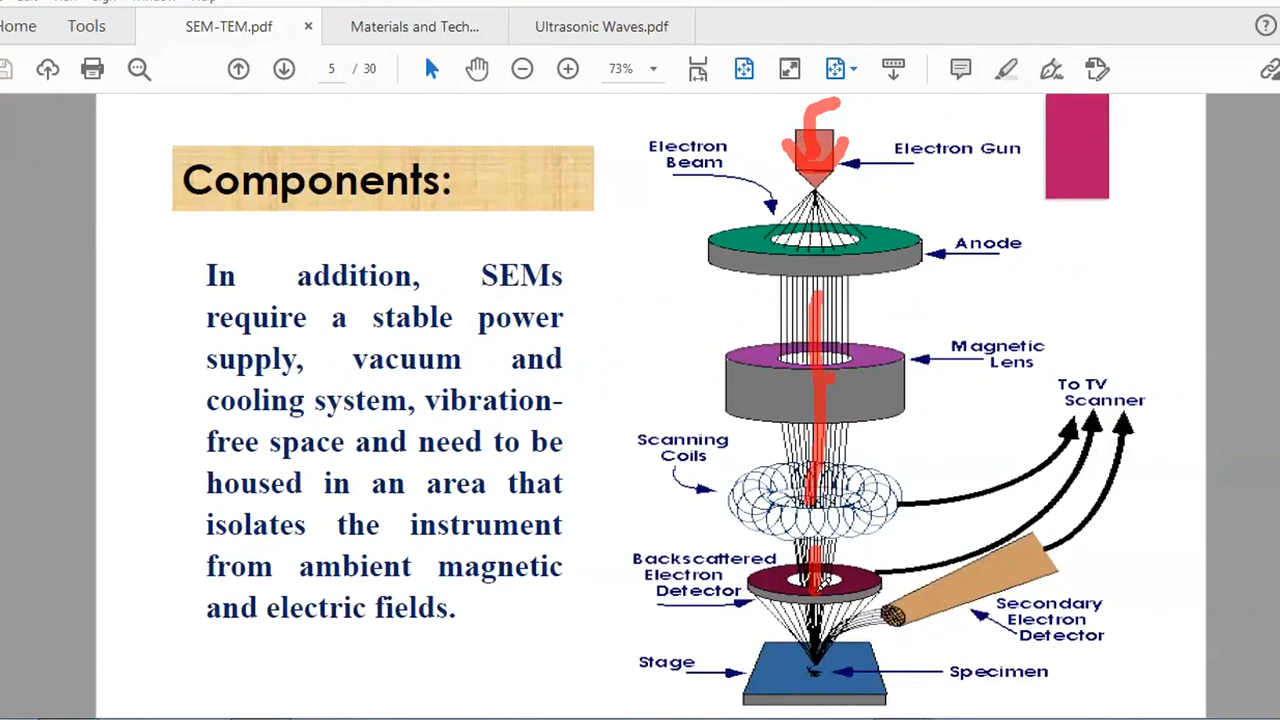 Home
Tools
SEM-TEM.pdf
×
Materials and Tech...
Ultrasonic Waves.pdf
?
5 / 30
73%
Components:
In addition, SEMs
require a stable power
supply, vacuum and
cooling system, vibration-
free space and need to be
housed in an area that
isolates the instrument
from ambient magnetic
and electric fields.
Electron
Beam
Electron Gun
Anode
Magnetic
Lens
To TV
Scanner
Scanning
Coils
Backscattered
Electron
Detector
Secondary
Electron
Detector
Stage
Specimen